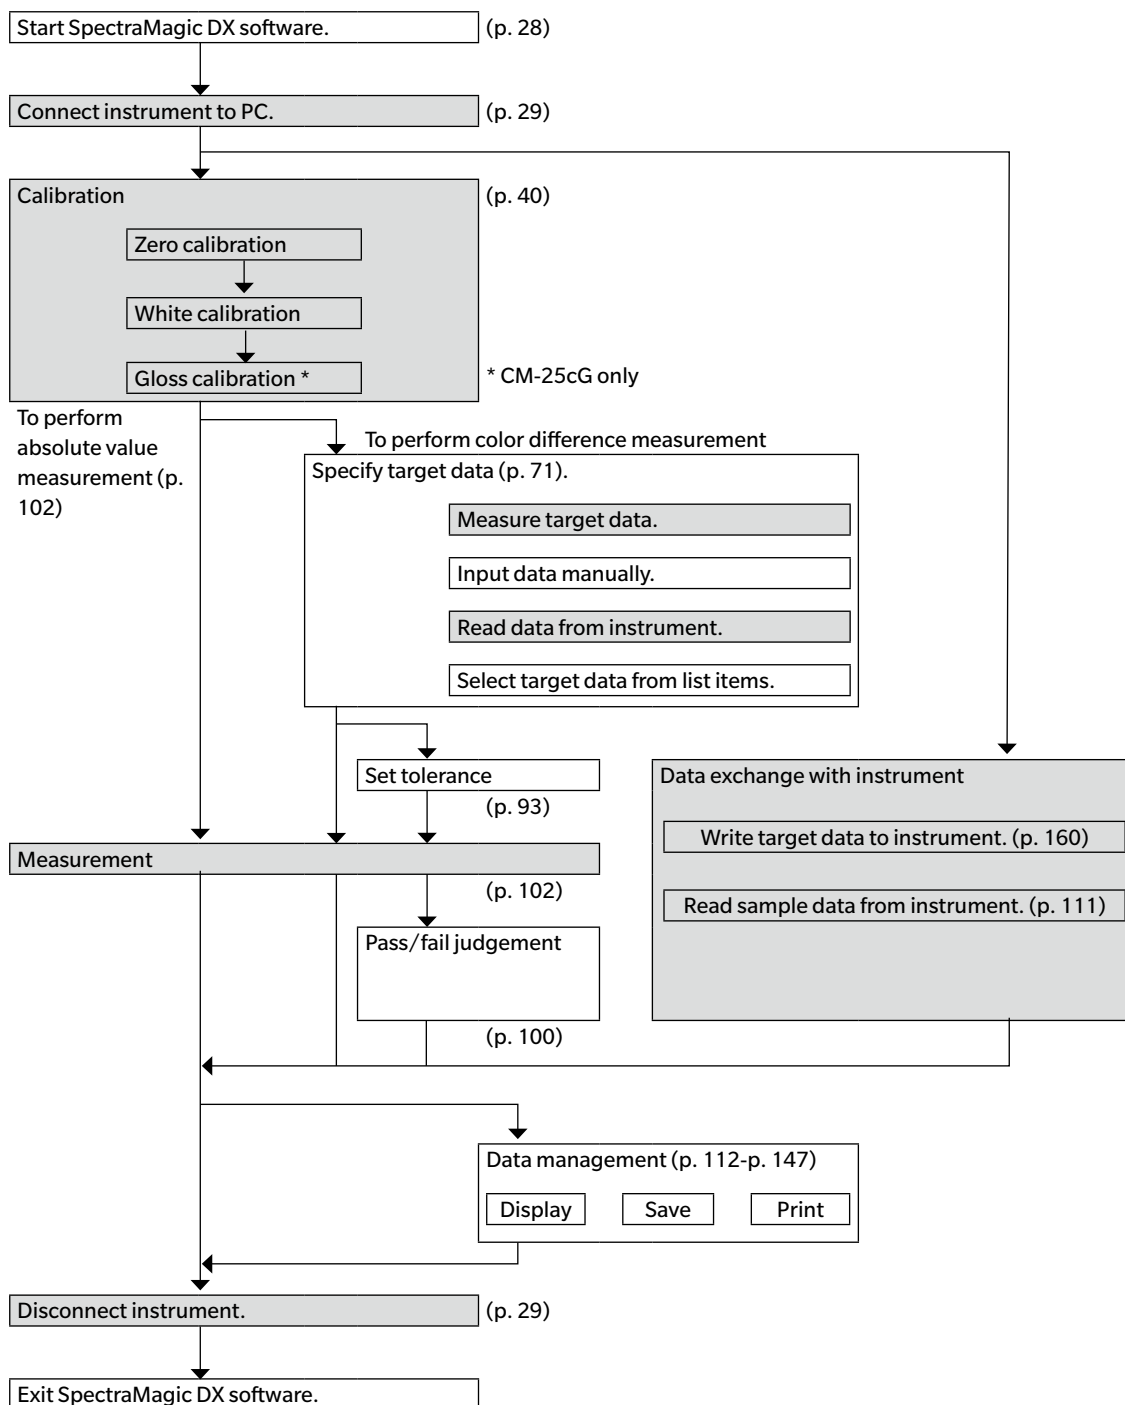 Start SpectraMagic DX software.
(p. 28)
Connect instrument to PC.
(p. 29)
Calibration
(p. 40)
Zero calibration
White calibration
Gloss calibration *
* CM-25cG only
To perform
absolute value
measurement (p.
102)
To perform color difference measurement
Specify target data (p. 71).
Measure target data.
Input data manually.
Read data from instrument.
Select target data from list items.
Set tolerance
(p. 93)
Data exchange with instrument
Write target data to instrument. (p. 160)
Read sample data from instrument. (p. 111)
Measurement
(p. 102)
Pass/fail judgement
(p. 100)
Data management (p. 112-p. 147)
Display
Save
Print
Disconnect instrument.
(p. 29)
Exit SpectraMagic DX software.